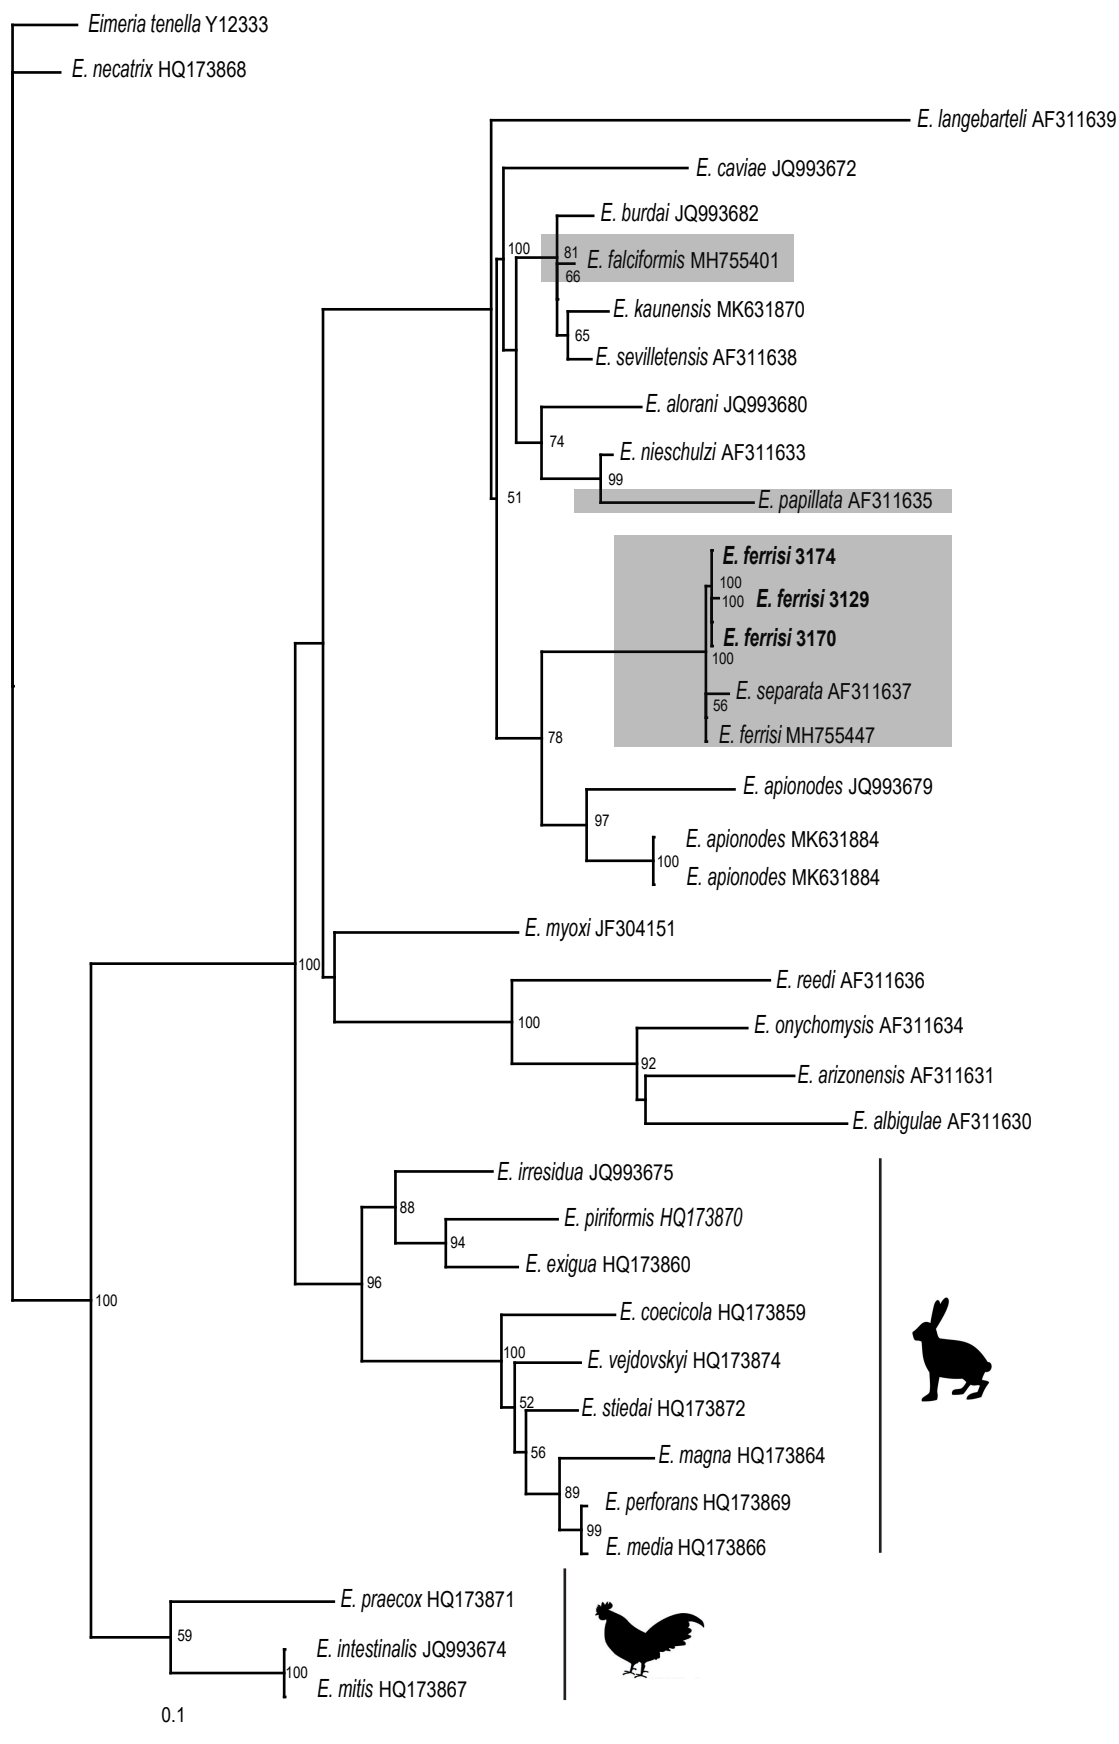 Eimeria tenella Y12333
E. necatrix HQ173868
E. langebarteli AF311639
E. caviae JQ993672
E. burdai JQ993682
100
81
E. falciformis MH755401
66
E. kaunensis MK631870
65
E. sevilletensis AF311638
E. alorani JQ993680
74
E. nieschulzi AF311633
99
51
E. papillata AF311635
E. ferrisi 3174
100
100 E. ferrisi 3129
E. ferrisi 3170
100
E. separata AF311637
56
E. ferrisi MH755447
78
E. apionodes JQ993679
97
E. apionodes MK631884
100
E. apionodes MK631884
E. myoxi JF304151
100
E. reedi AF311636
100
E. onychomysis AF311634
92
E. arizonensis AF311631
E. albigulae AF311630
E. irresidua JQ993675
88
E. piriformis HQ173870
94
E. exigua HQ173860
96
100
E. coecicola HQ173859
100
E. vejdovskyi HQ173874
52
E. stiedai HQ173872
56
E. magna HQ173864
89
E. perforans HQ173869
99
E. media HQ173866
E. praecox HQ173871
59
E. intestinalis JQ993674
100
E. mitis HQ173867
0.1